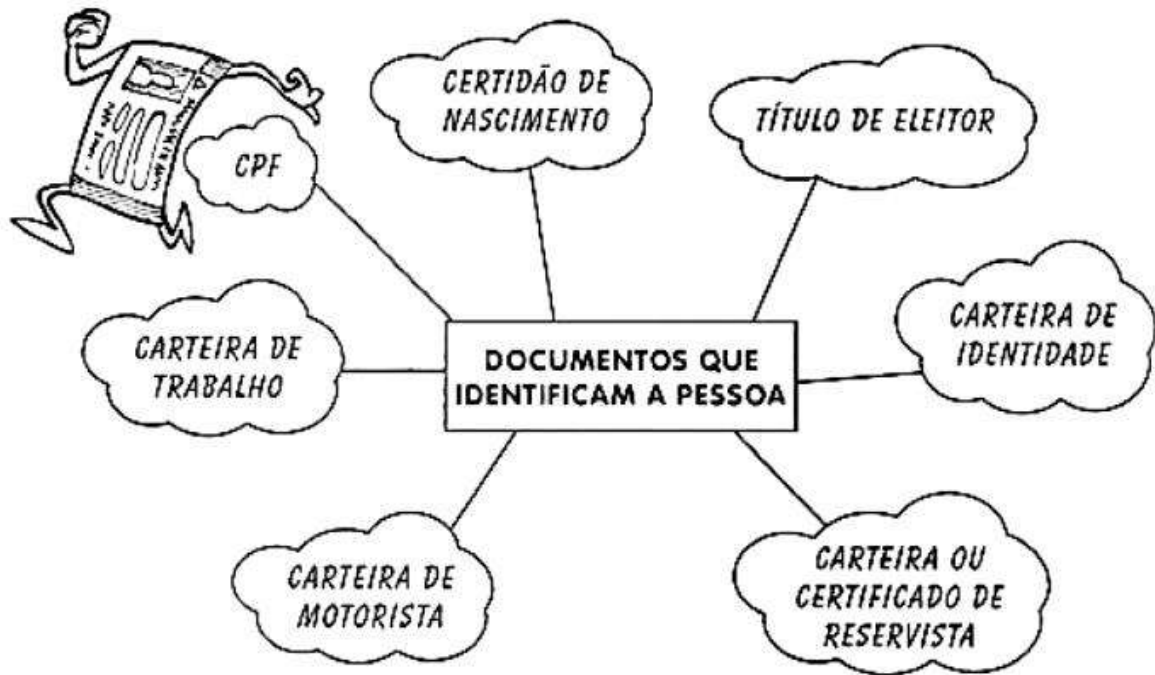 CPF
CERTIDÃO DE
NASCIMENTO
TÍTULO DE ELEITOR
CARTEIRA DE
IDENTIDADE
CARTEIRA DE
TRABALHO
DOCUMENTOS QUE
IDENTIFICAM A PESSOA
CARTEIRA DE
MOTORISTA
CARTEIRA OU
CERTIFICADO DE
RESERVISTA